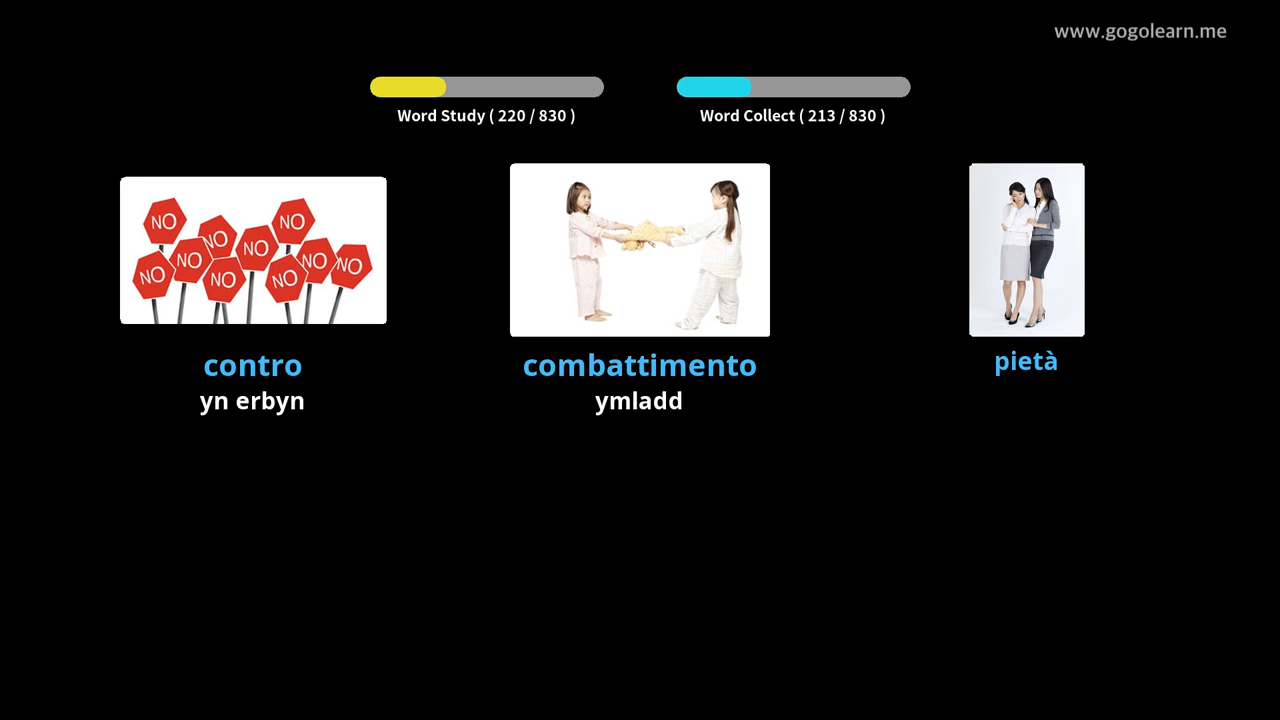 www.gogolearn.me
Word Study ( 220 / 830 )
Word Collect ( 213 / 830 )
NO
NO
NO
NO
NO
NO
NO
NO
NO
NO
contro
yn erbyn
combattimento
ymladd
pietà